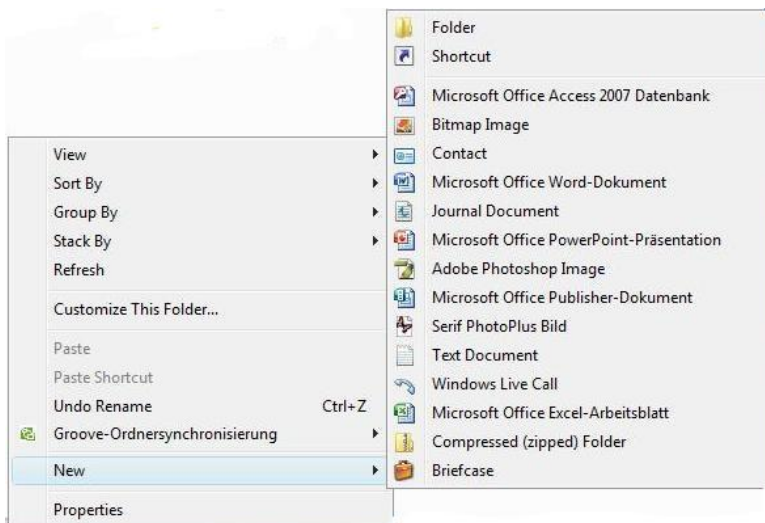 View
Sort By
Group By
Stack By
Refresh
Customize This Folder...
Paste
Paste Shortcut
Undo Rename Ctrl+Z
Groove-Ordnersynchronisierung
New
Properties
Folder
Shortcut
Microsoft Office Access 2007 Datenbank
Bitmap Image
Contact
Microsoft Office Word-Dokument
Journal Document
Microsoft Office PowerPoint-Präsentation
Adobe Photoshop Image
Microsoft Office Publisher-Dokument
Serif PhotoPlus Bild
Text Document
Windows Live Call
Microsoft Office Excel-Arbeitsblatt
Compressed (zipped) Folder
Briefcase